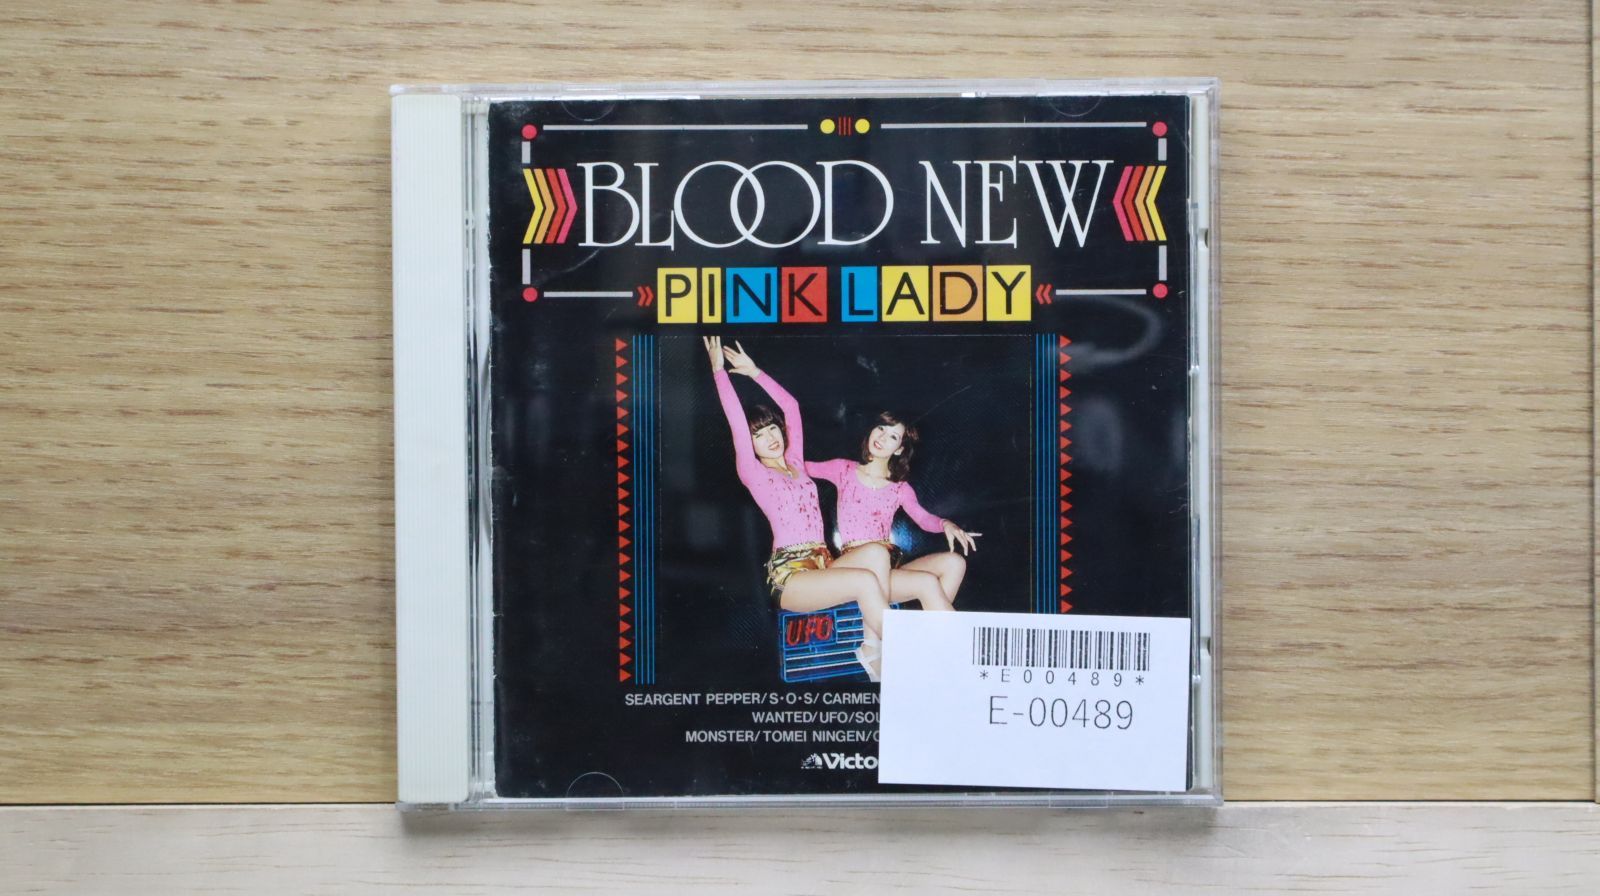 BLOOD NEW
PINK LADY
UFO
SEARGENT PEPPER/S·O·S/CARMEN
WANTED/UFO/SOU
MONSTER/TOMEI NINGEN/
Victo
*E00489*
E-00489